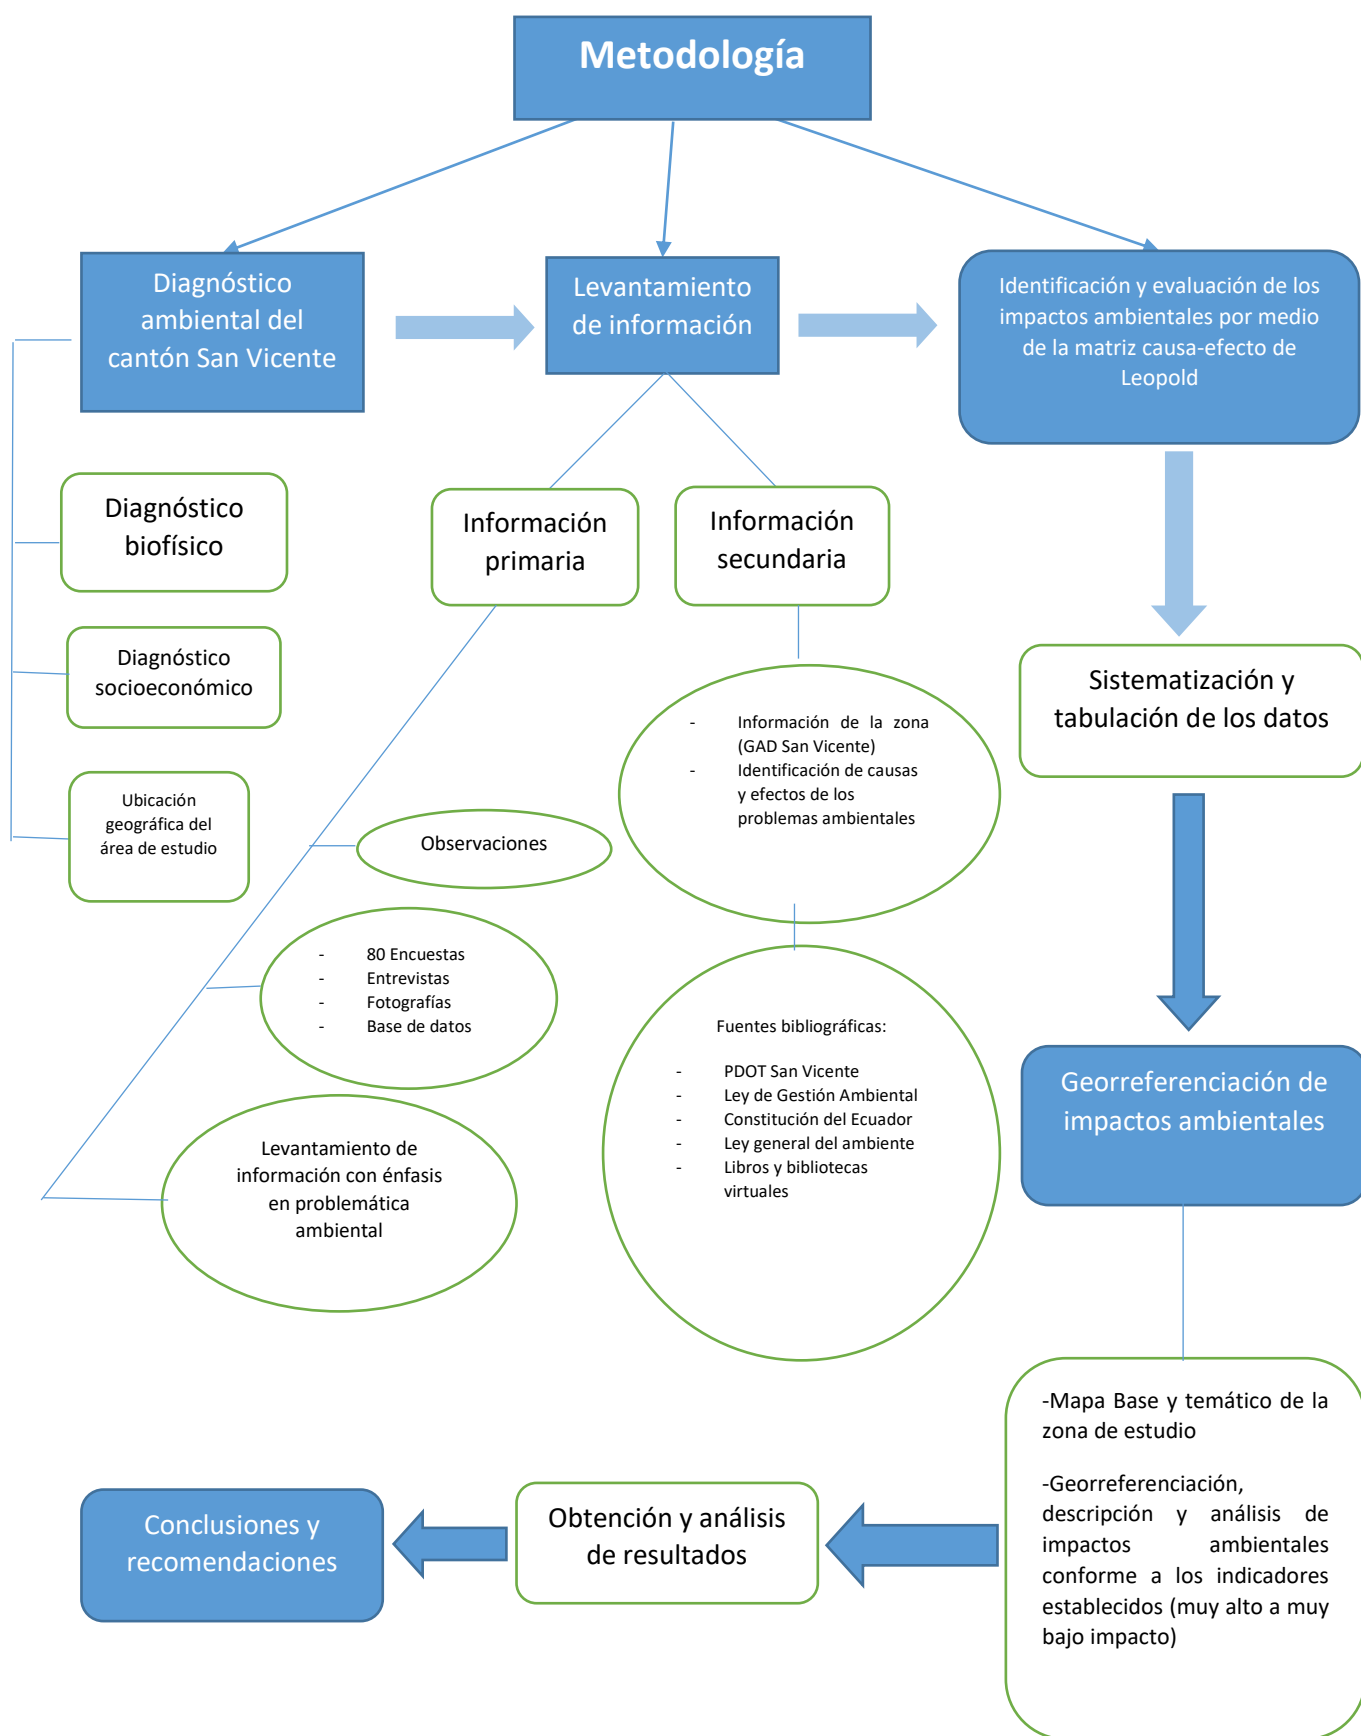 Metodología
Diagnóstico
ambiental del
cantón San Vicente
Levantamiento
de información
Identificación y evaluación de los
impactos ambientales por medio
de la matriz causa-efecto de
Leopold
Diagnóstico
biofísico
Diagnóstico
socioeconómico
Ubicación
geográfica del
área de estudio
Información
primaria
Información
secundaria
Observaciones
- 80 Encuestas
- Entrevistas
- Fotografías
- Base de datos
Levantamiento de
información con énfasis
en problemática
ambiental
- Información de la zona
(GAD San Vicente)
- Identificación de causas
y efectos de los
problemas ambientales
Fuentes bibliográficas:
- PDOT San Vicente
- Ley de Gestión Ambiental
- Constitución del Ecuador
- Ley general del ambiente
- Libros y bibliotecas
virtuales
Sistematización y
tabulación de los datos
Georreferenciación de
impactos ambientales
-Mapa Base y temático de la
zona de estudio
-Georreferenciación,
descripción y análisis de
impactos ambientales
conforme a los indicadores
establecidos (muy alto a muy
bajo impacto)
Obtención y análisis
de resultados
Conclusiones y
recomendaciones